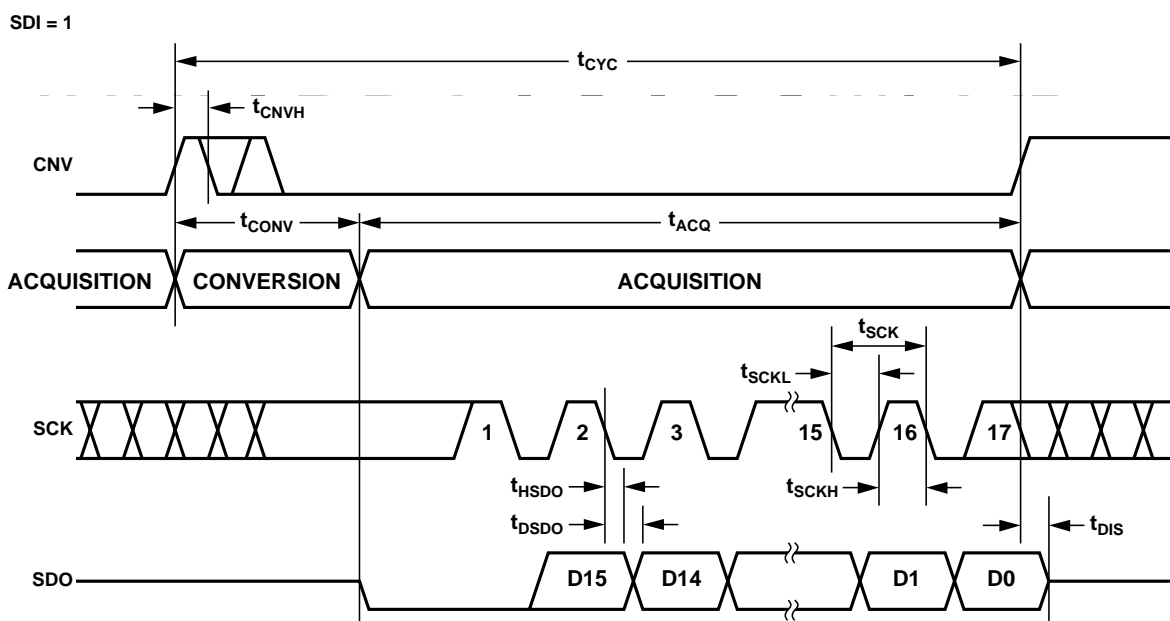 SDI = 1
tCYC
tCNVH
CNV
tCONV
tACQ
ACQUISITION CONVERSION ACQUISITION
tSCK
tSCKL
SCK 1 2 3 15 16 17
tHSDO
tSCKH
tDSDO
tDIS
SDO D15 D14 D1 D0